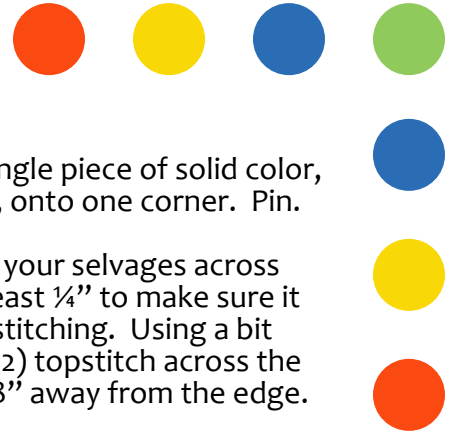 ngle piece of solid color,
, onto one corner.  Pin.
your selvages across
east ¼” to make sure it
stitching.  Using a bit
2) topstitch across the
8” away from the edge.